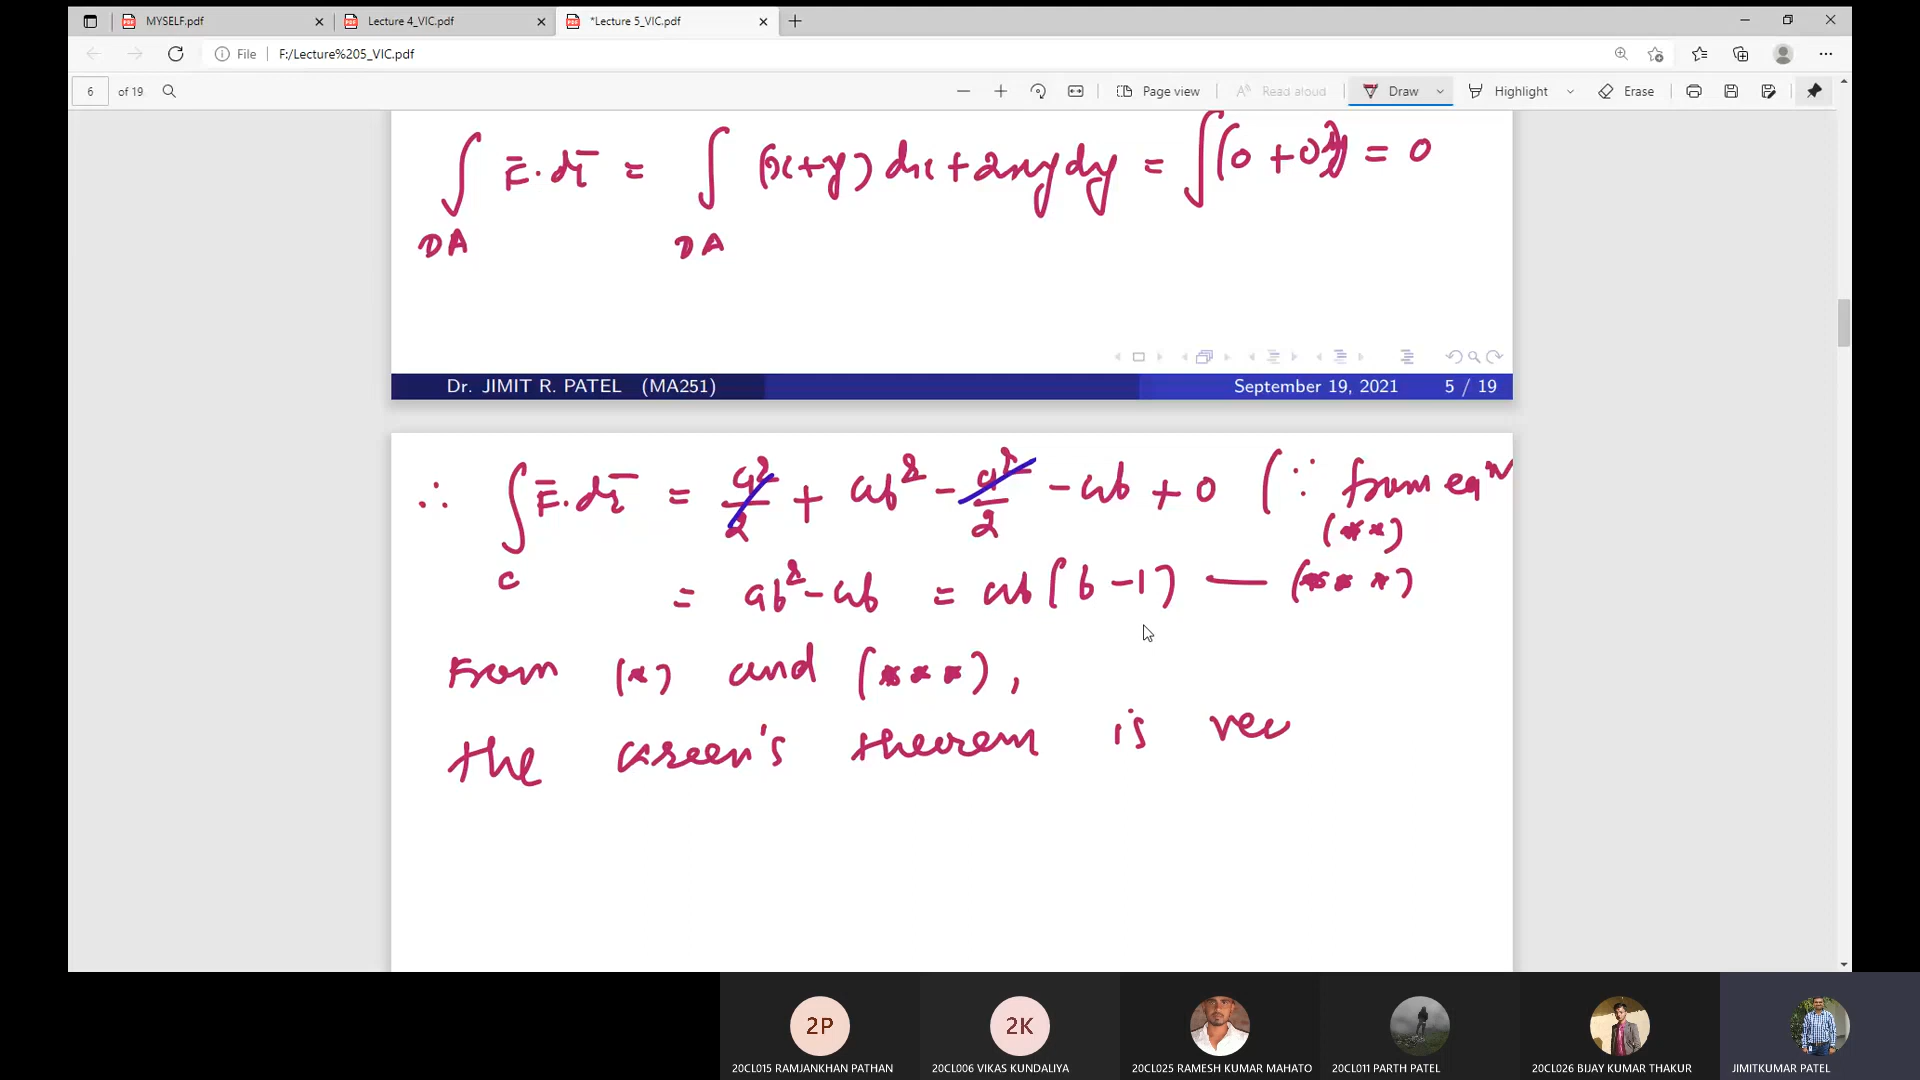 MYSELF.pdf
Lecture 4_VIC.pdf
*Lecture 5_VIC.pdf
File F:/Lecture%205_VIC.pdf
6 of 19 Page view Read aloud Draw Highlight Erase
∫ F̄·dr̄ = ∫ (x+y) dx + 2xy dy = ∫ (0 + 0) = 0
DA DA
Dr. JIMIT R. PATEL (MA251) September 19, 2021 5 / 19
∴ ∫ F̄·dr̄ = a²/2 + ab² - a²/2 - ab + 0 (∵ from eqⁿ
C (**)
= ab² - ab = ab(b-1) — (***)
From (*) and (***),
the Green's theorem is ve
2P 2K
20CL015 RAMJANKHAN PATHAN
20CL006 VIKAS KUNDALIYA
20CL025 RAMESH KUMAR MAHATO
20CL011 PARTH PATEL
20CL026 BIJAY KUMAR THAKUR
JIMITKUMAR PATEL